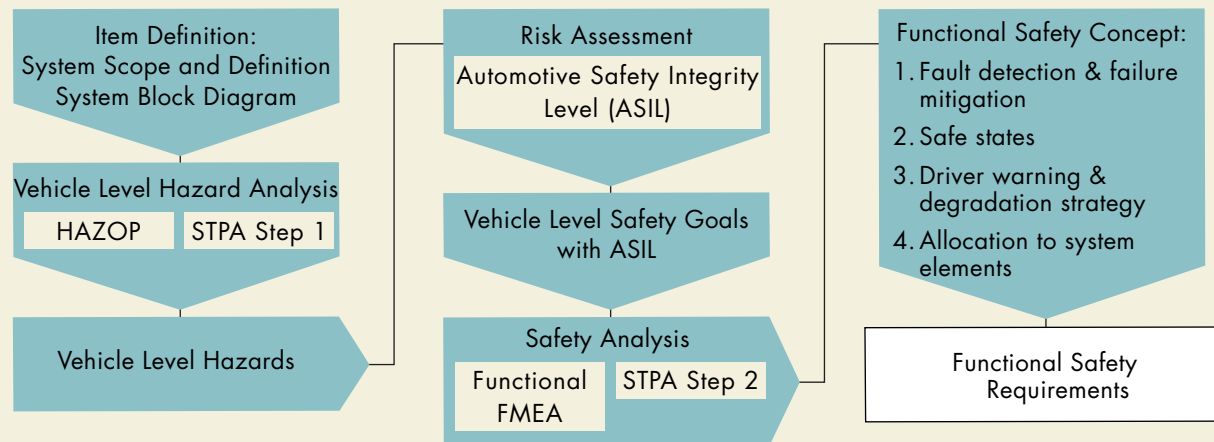 Item Definition:
System Scope and Definition
System Block Diagram
Vehicle Level Hazard Analysis
HAZOP
STPA Step 1
Vehicle Level Hazards
Risk Assessment
Automotive Safety Integrity
Level (ASIL)
Vehicle Level Safety Goals
with ASIL
Safety Analysis
Functional
FMEA
STPA Step 2
Functional Safety Concept:
1. Fault detection & failure
mitigation
2. Safe states
3. Driver warning &
degradation strategy
4. Allocation to system
elements
Functional Safety
Requirements